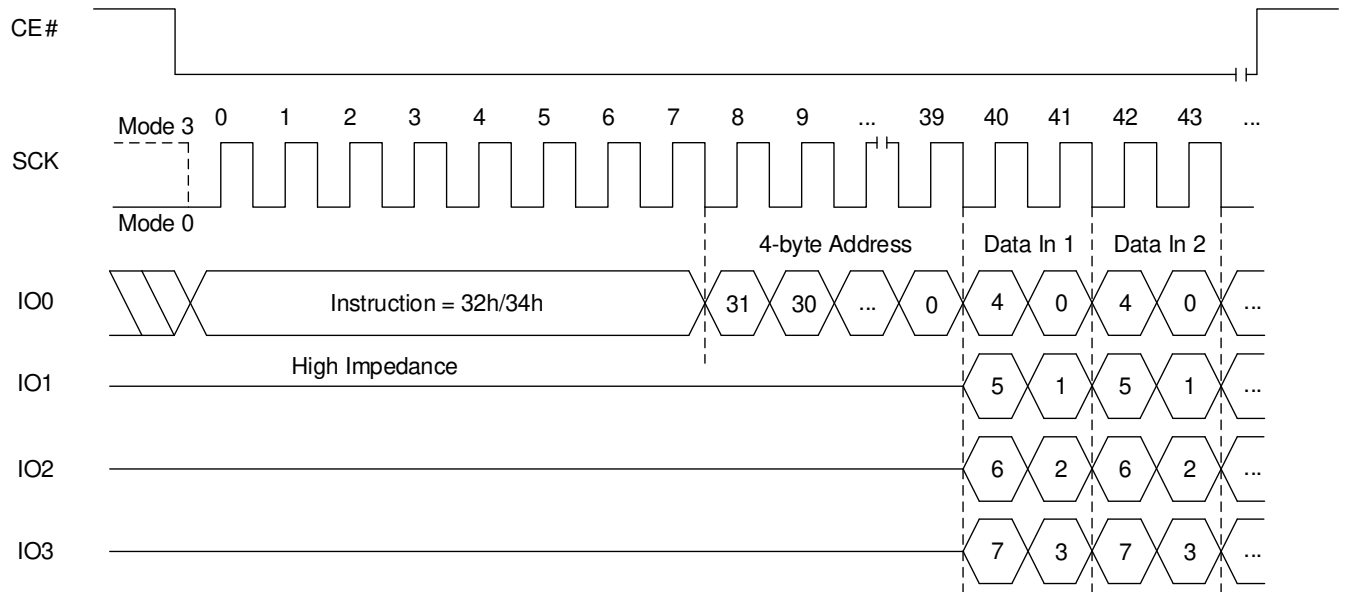 CE#
Mode 3 0 1 2 3 4 5 6 7 8 9 ... 39 40 41 42 43 ...
SCK
Mode 0
4-byte Address Data In 1 Data In 2
IO0 Instruction = 32h/34h 31 30 ... 0 4 0 4 0 ...
High Impedance
IO1 5 1 5 1 ...
IO2 6 2 6 2 ...
IO3 7 3 7 3 ...